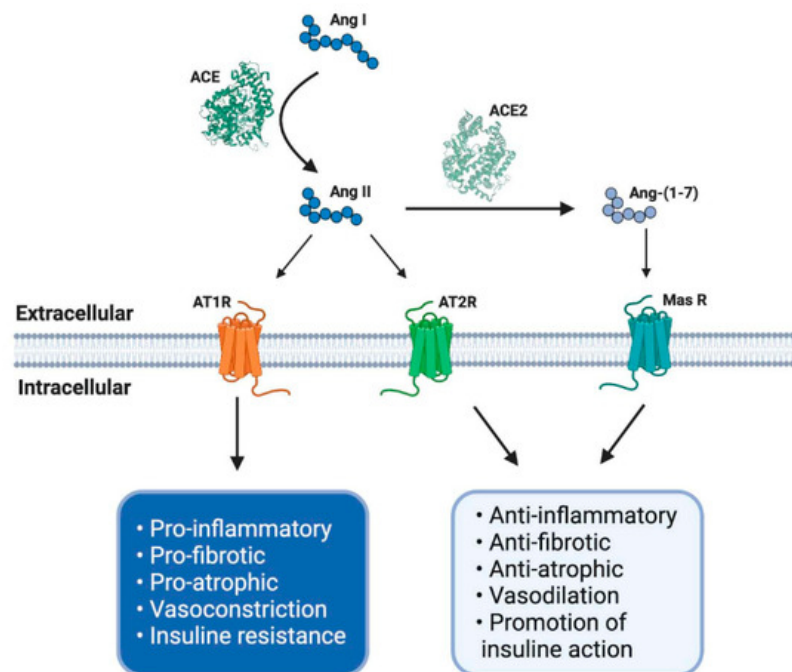 Ang I
ACE
ACE2
Ang II
Ang-(1-7)
AT1R
AT2R
Mas R
Extracellular
Intracellular
• Pro-inflammatory
• Pro-fibrotic
• Pro-atrophic
• Vasoconstriction
• Insuline resistance
• Anti-inflammatory
• Anti-fibrotic
• Anti-atrophic
• Vasodilation
• Promotion of
insuline action